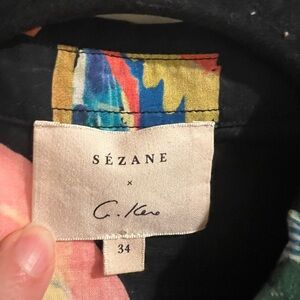 SÉZANE
×
G. Kero
34